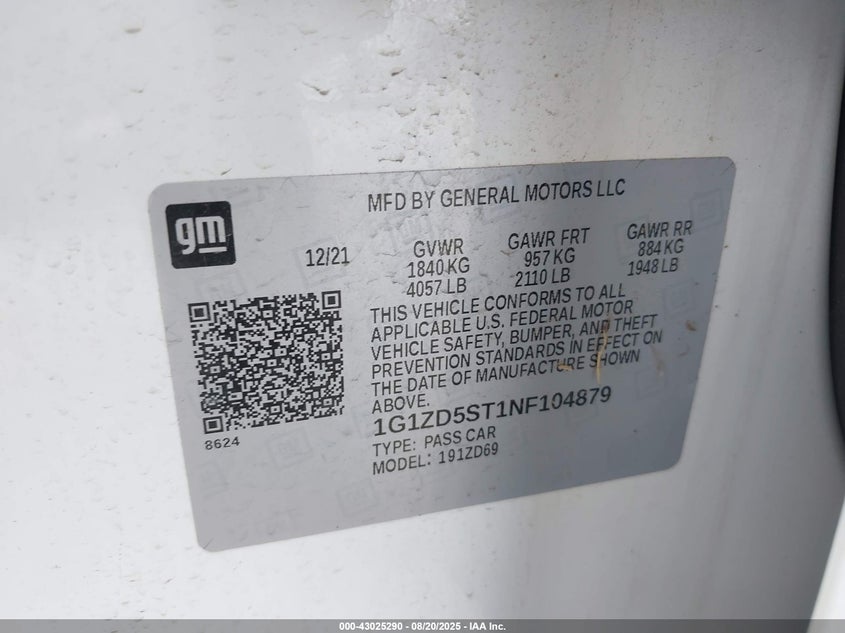 MFD BY GENERAL MOTORS LLC
gm
12/21
GVWR
1840 KG
4057 LB
GAWR FRT
957 KG
2110 LB
GAWR RR
884 KG
1948 LB
THIS VEHICLE CONFORMS TO ALL
APPLICABLE U.S. FEDERAL MOTOR
VEHICLE SAFETY, BUMPER, AND THEFT
PREVENTION STANDARDS IN EFFECT ON
THE DATE OF MANUFACTURE SHOWN
ABOVE.
1G1ZD5ST1NF104879
TYPE: PASS CAR
MODEL: 191ZD69
8624
000-43025290 - 08/20/2025 - IAA Inc.